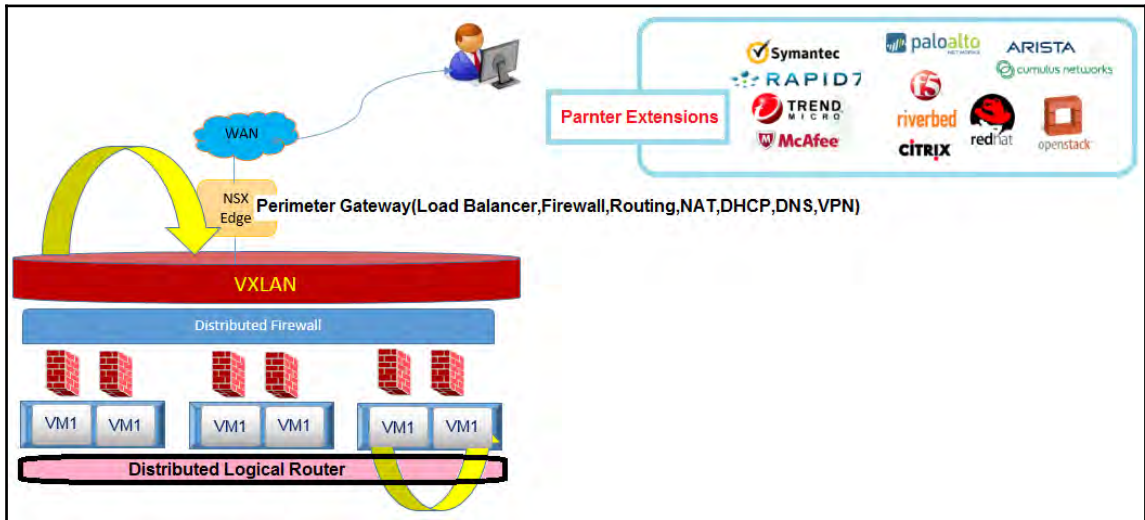 Symantec
RAPID7
TREND
MICRO
McAfee
paloalto
NETWORKS
ARISTA
cumulus networks
f5
riverbed
CITRIX
redhat
openstack
Parnter Extensions
WAN
NSX
Edge
Perimeter Gateway(Load Balancer,Firewall,Routing,NAT,DHCP,DNS,VPN)
VXLAN
Distributed Firewall
VM1 VM1 VM1 VM1 VM1 VM1
Distributed Logical Router